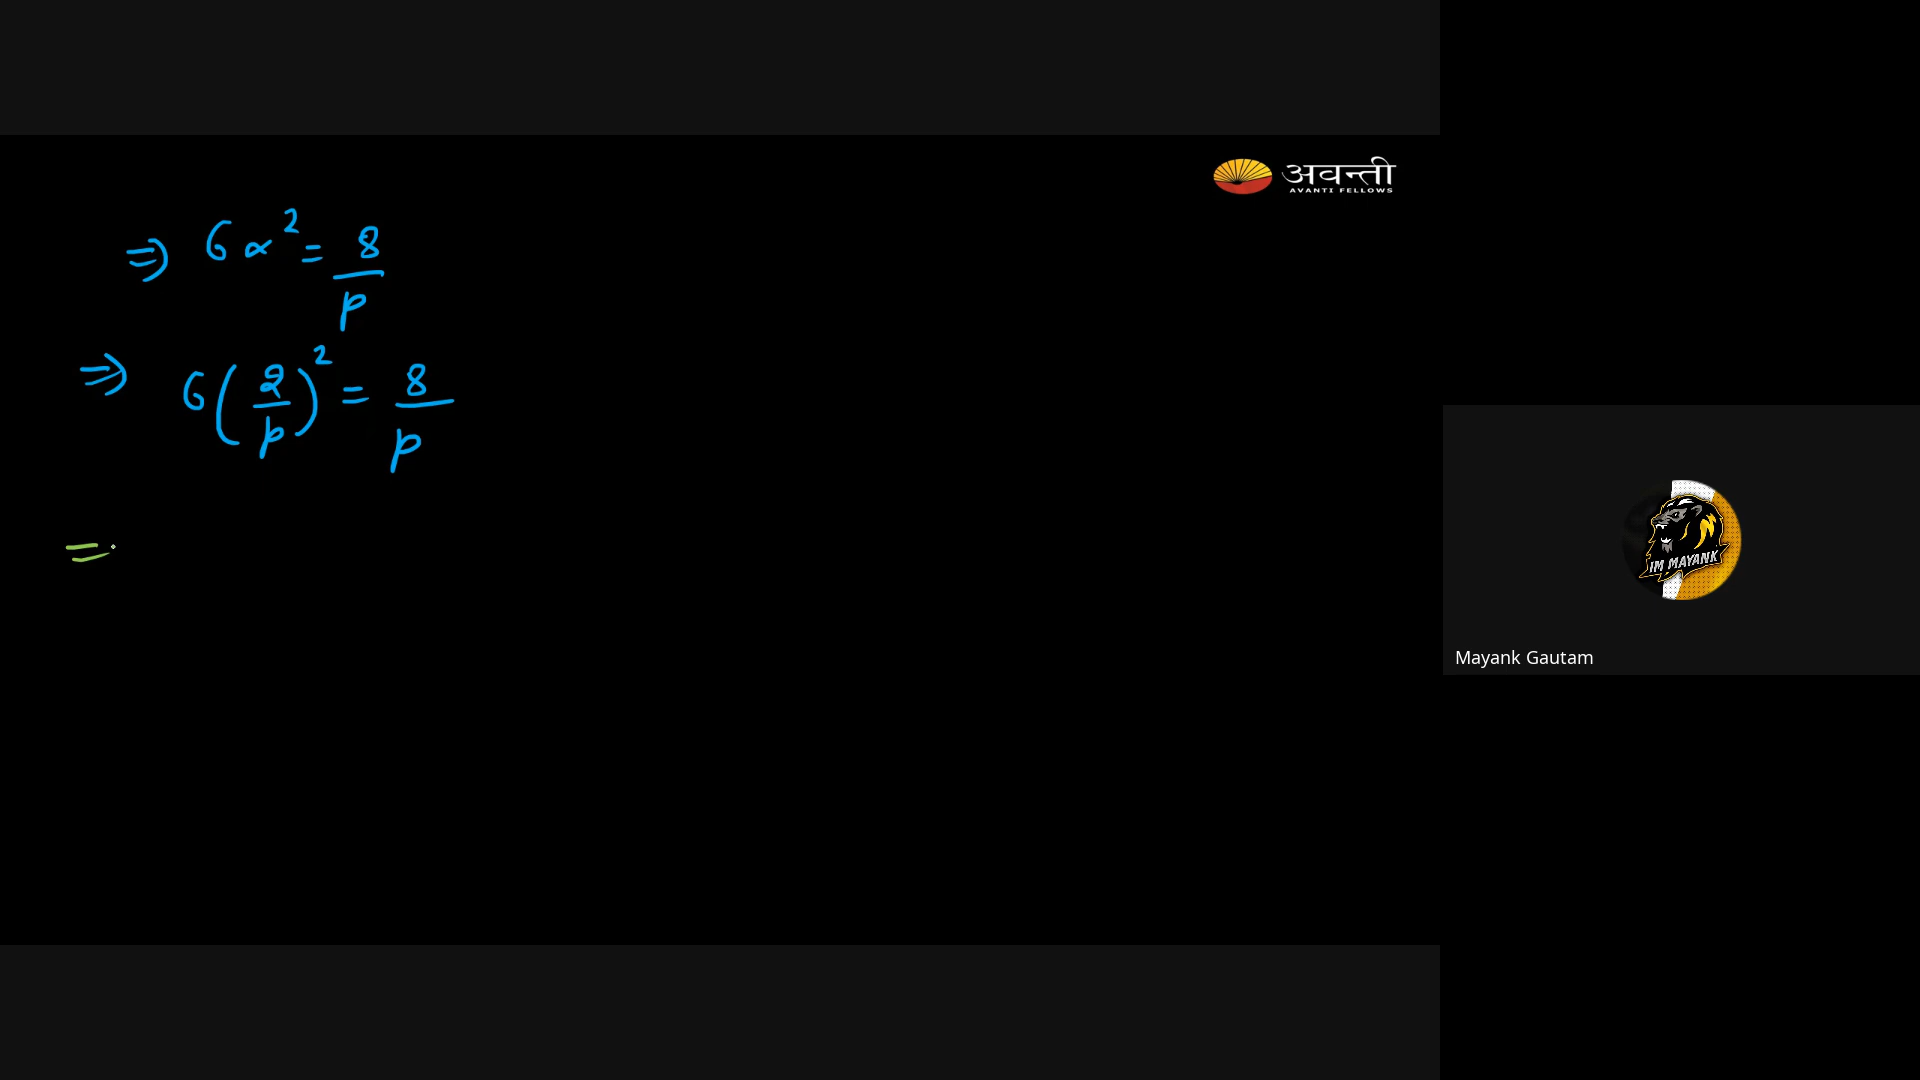 अवन्ती
AVANTI FELLOWS
⇒ 6α² = 8/p
⇒ 6(2/p)² = 8/p
=
IM MAYANK
Mayank Gautam